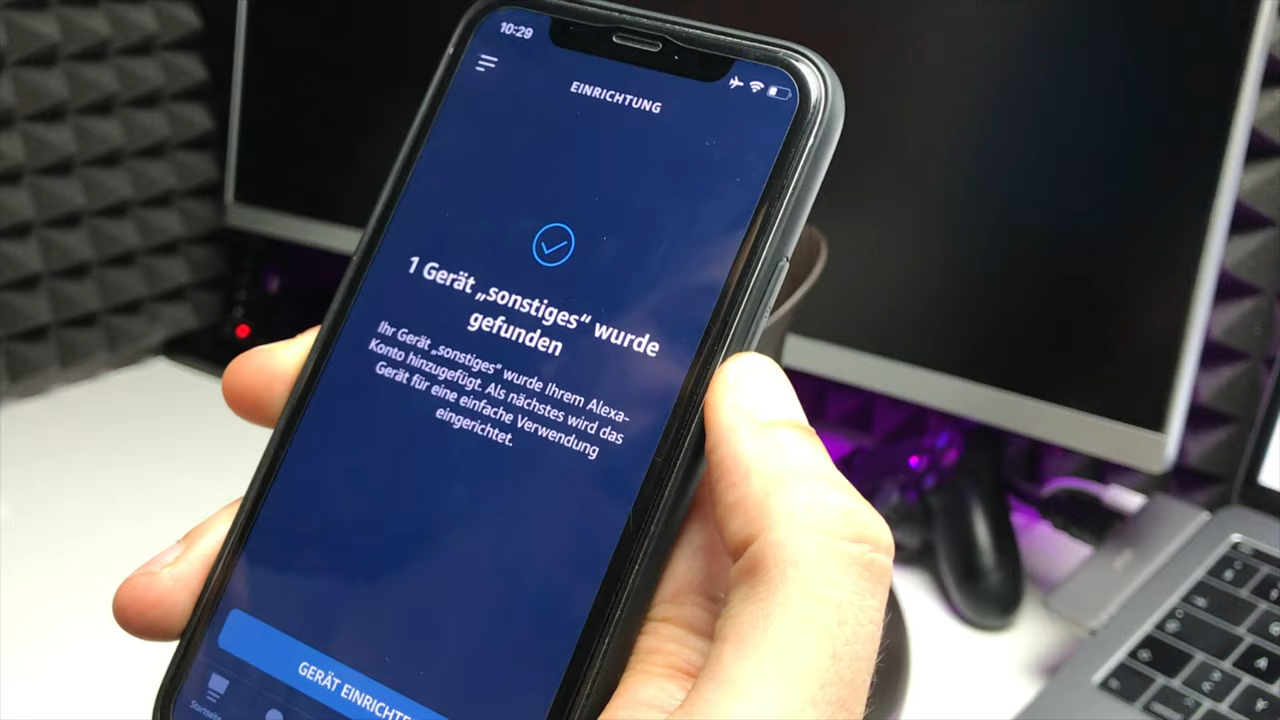 10:29
EINRICHTUNG
1 Gerät „sonstiges“ wurde
gefunden
Ihr Gerät „sonstiges“ wurde Ihrem Alexa-
Konto hinzugefügt. Als nächstes wird das
Gerät für eine einfache Verwendung
eingerichtet.
GERÄT EINRICHTE
Startseite